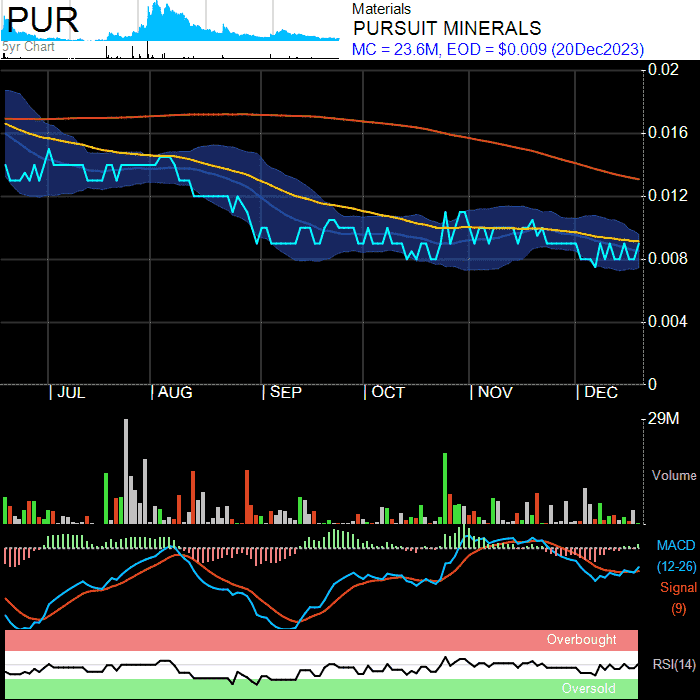 PUR
5yr Chart
Materials
PURSUIT MINERALS
MC = 23.6M, EOD = $0.009 (20Dec2023)
0.02
0.016
0.012
0.008
0.004
0
| JUL | AUG | SEP | OCT | NOV | DEC
29M
Volume
MACD
(12-26)
Signal
(9)
Overbought
RSI(14)
Oversold